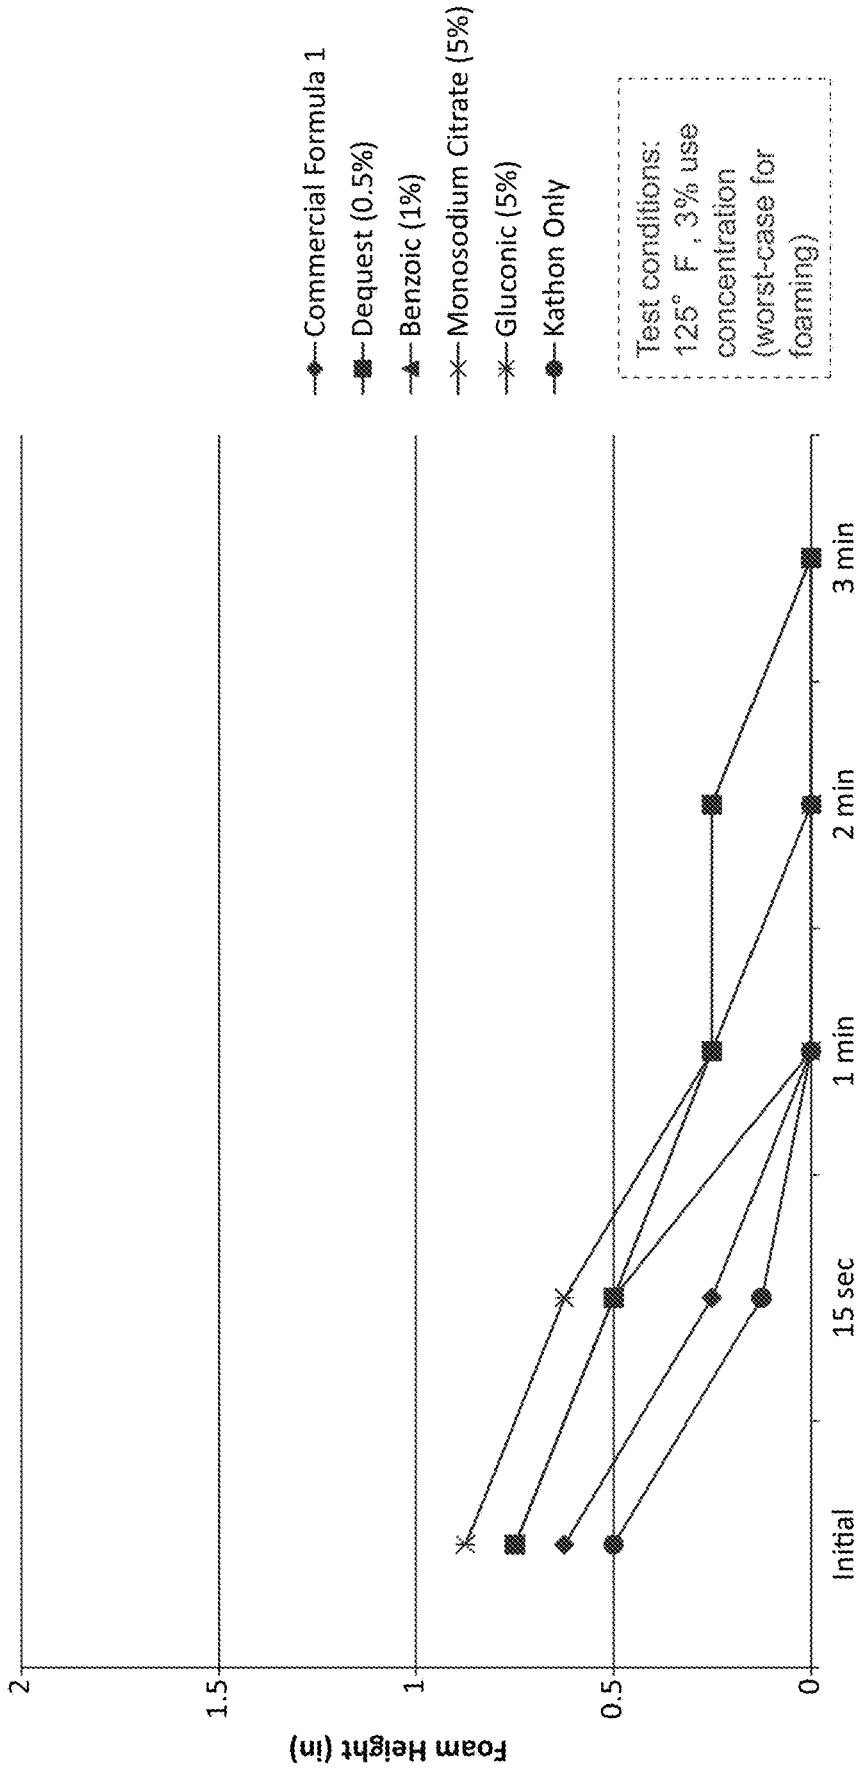 Foam Height (in)
2
1.5
1
0.5
0
Initial
15 sec
1 min
2 min
3 min
Commercial Formula 1
Dequest (0.5%)
Benzoic (1%)
Monosodium Citrate (5%)
Gluconic (5%)
Kathon Only
Test conditions:
125° F , 3% use
concentration
(worst-case for
foaming)